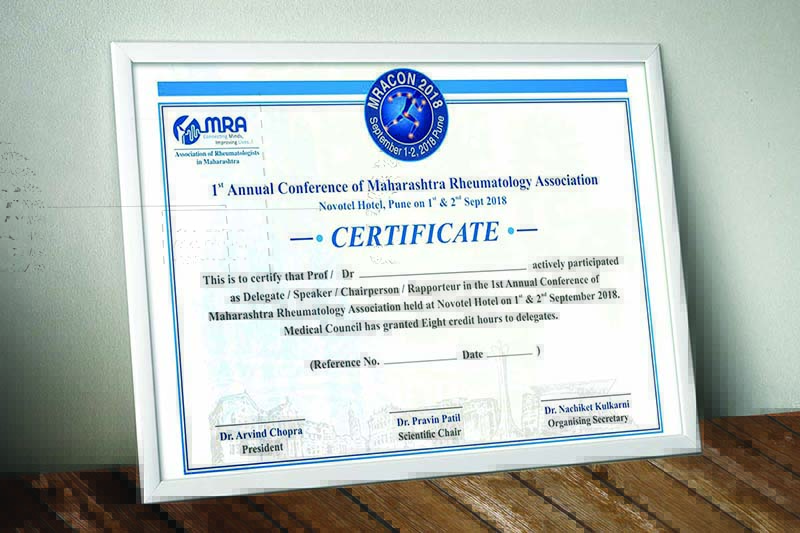 MRACON 2018
September 1-2, 2018 Pune
MRA
Connecting Minds,
Improving Lives..!
Association of Rheumatologists
in Maharashtra
1st Annual Conference of Maharashtra Rheumatology Association
Novotel Hotel, Pune on 1st & 2nd Sept 2018
CERTIFICATE
This is to certify that Prof / Dr ____________________ actively participated
as Delegate / Speaker / Chairperson / Rapporteur in the 1st Annual Conference of
Maharashtra Rheumatology Association held at Novotel Hotel on 1st & 2nd September 2018.
Medical Council has granted Eight credit hours to delegates.
(Reference No. __________ Date ______ )
Dr. Arvind Chopra
President
Dr. Pravin Patil
Scientific Chair
Dr. Nachiket Kulkarni
Organising Secretary